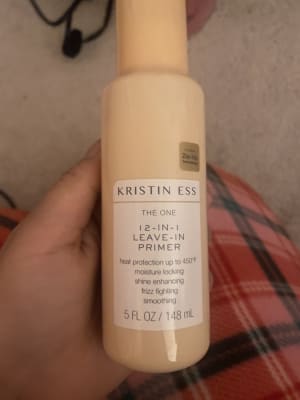 KRISTIN ESS
THE ONE
12-IN-1
LEAVE-IN
PRIMER
heat protection up to 450°F
moisture locking
shine enhancing
frizz fighting
smoothing
5 FL OZ / 148 mL